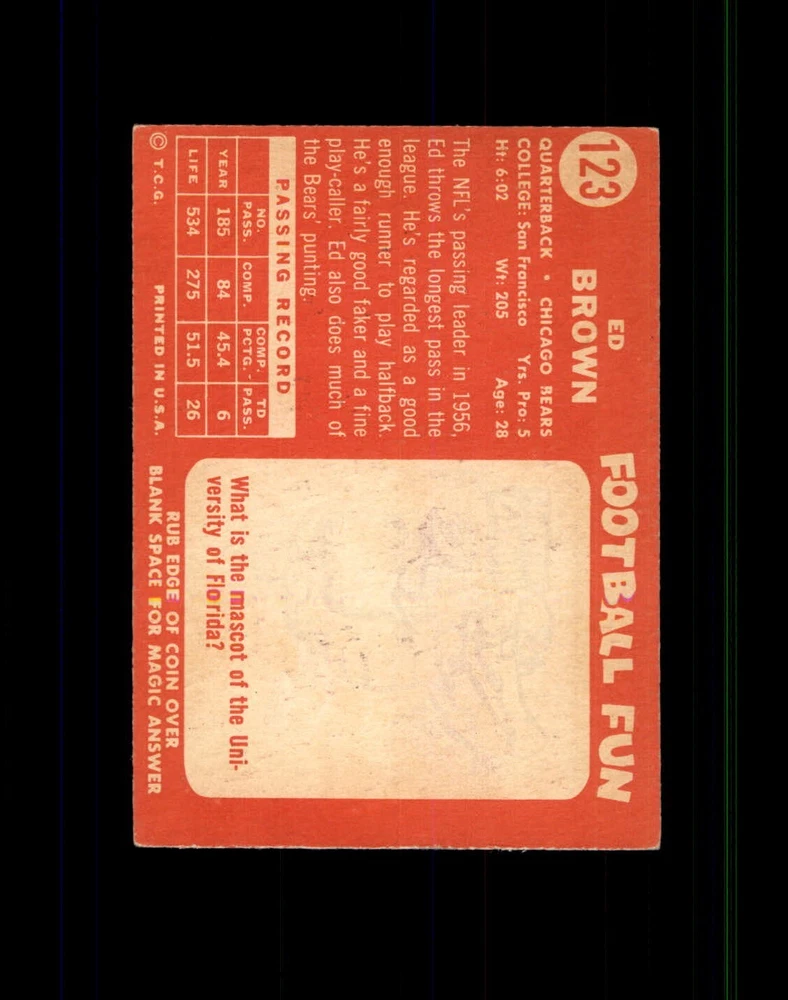 123
ED
BROWN
QUARTERBACK • CHICAGO BEARS
COLLEGE: San Francisco Yrs. Pro: 5
Ht: 6:02 Wt: 205 Age: 28
The NFL's passing leader in 1956,
Ed throws the longest pass in the
league. He's regarded as a good
enough runner to play halfback.
He's a fairly good faker and a fine
play-caller. Ed also does much of
the Bears' punting.
PASSING RECORD
NO. PASS. COMP. COMP. PCTG. TD PASS.
YEAR 185 84 45.4 6
LIFE 534 275 51.5 26
© T.C.G. PRINTED IN U.S.A.
FOOTBALL FUN
What is the mascot of the Uni-
versity of Florida?
RUB EDGE OF COIN OVER
BLANK SPACE FOR MAGIC ANSWER